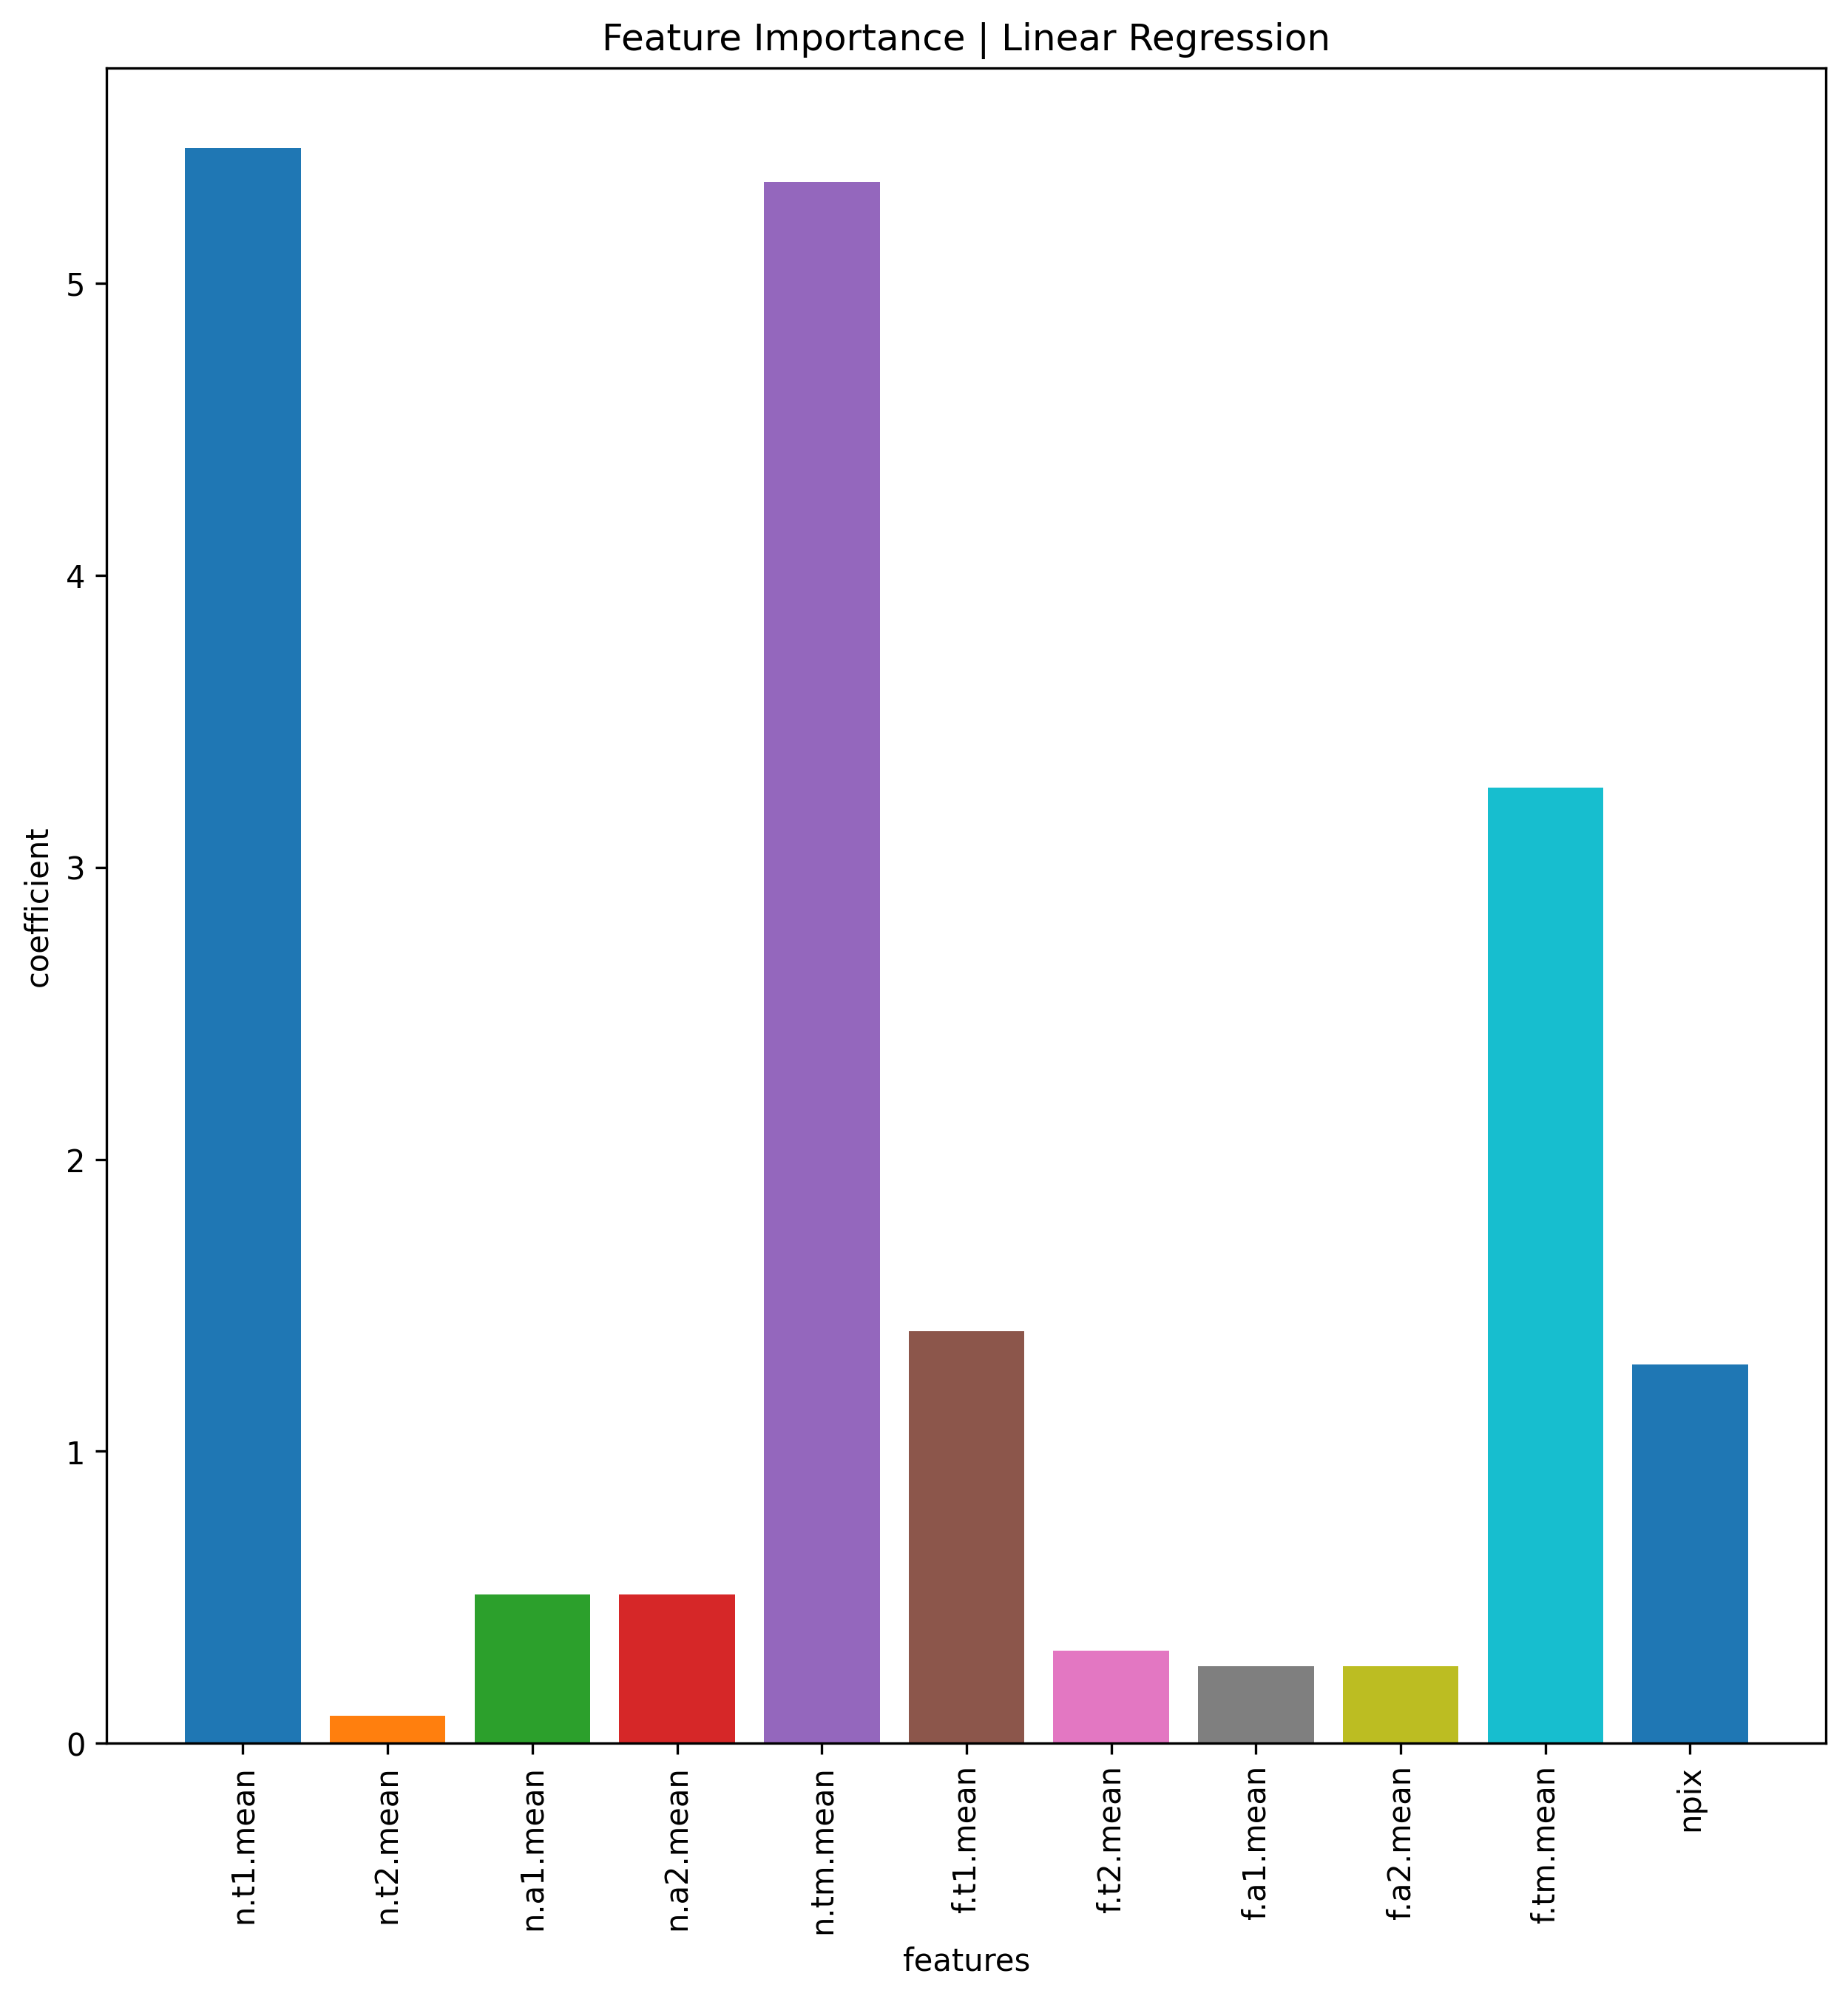 Feature Importance | Linear Regression
coefficient
5
4
3
2
1
0
n.t1.mean
n.t2.mean
n.a1.mean
n.a2.mean
n.tm.mean
f.t1.mean
f.t2.mean
f.a1.mean
f.a2.mean
f.tm.mean
npix
features